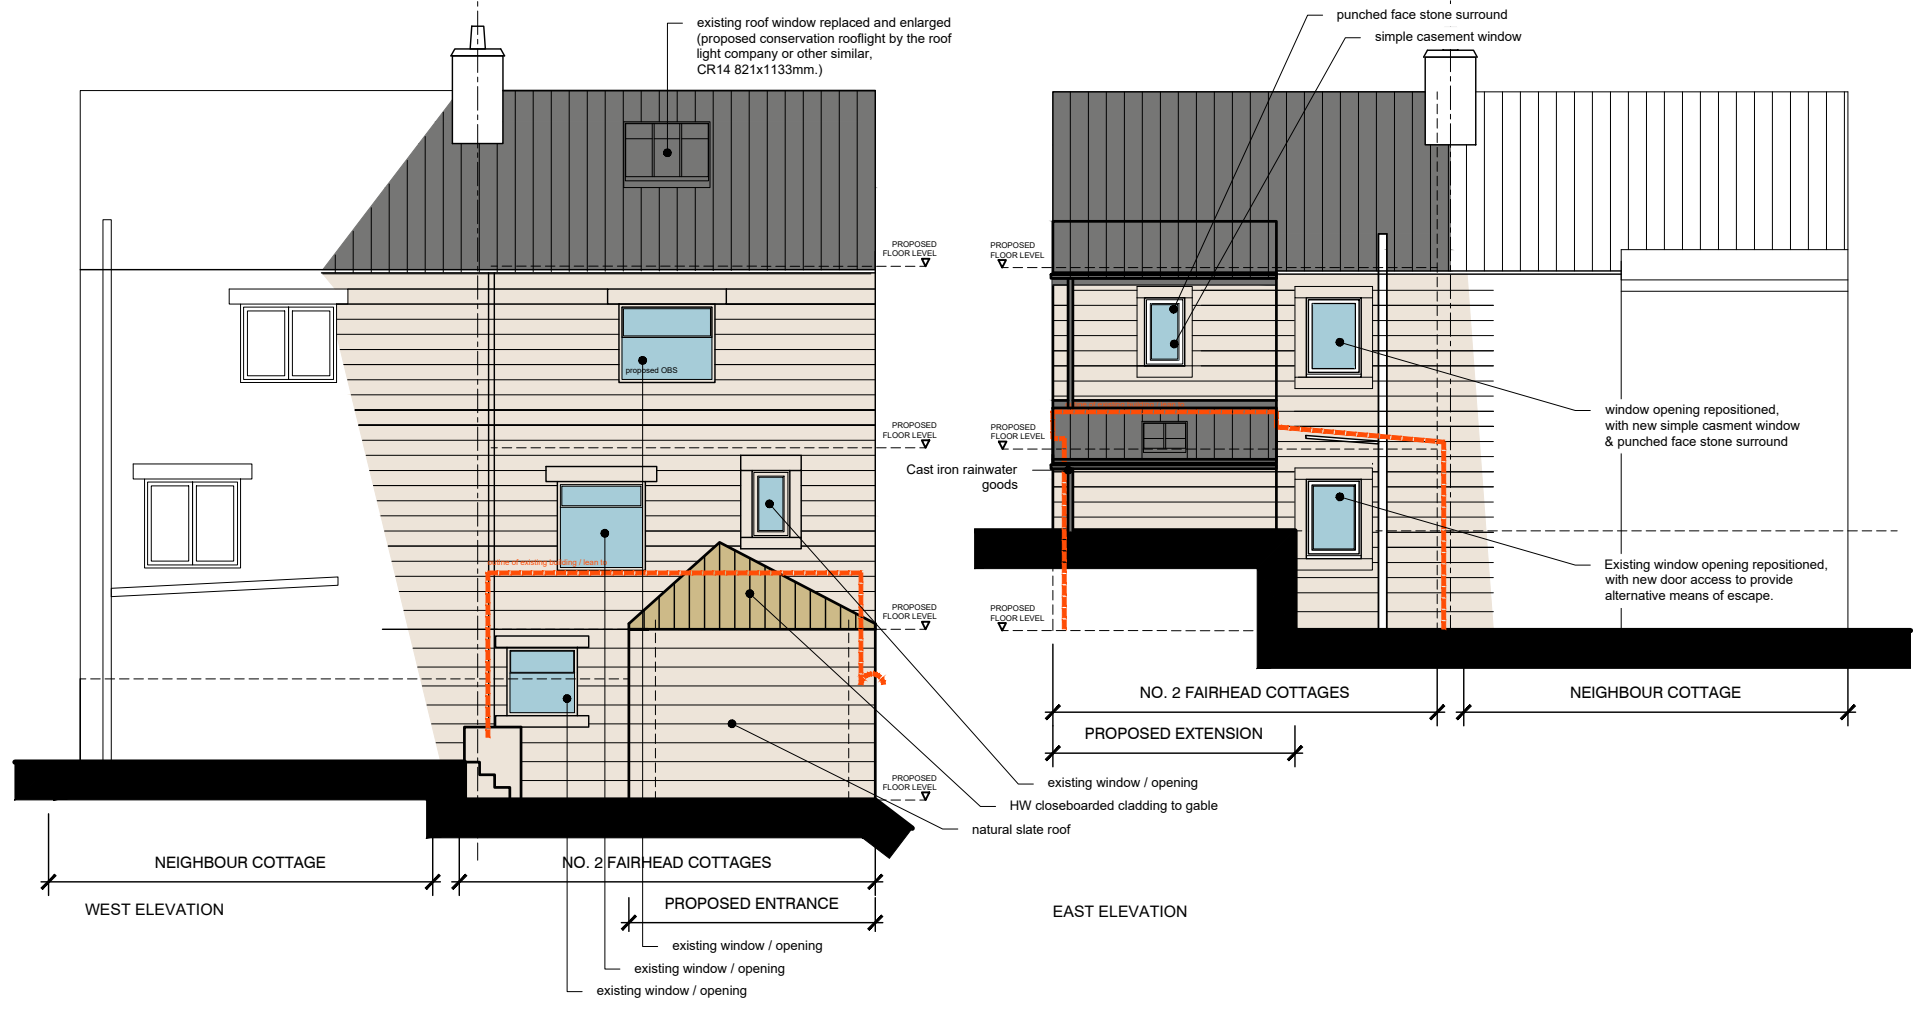 existing roof window replaced and enlarged
(proposed conservation rooflight by the roof
light company or other similar,
CR14 821x1133mm.)
punched face stone surround
simple casement window
PROPOSED
FLOOR LEVEL
PROPOSED
FLOOR LEVEL
proposed OBS
PROPOSED
FLOOR LEVEL
PROPOSED
FLOOR LEVEL
window opening repositioned,
with new simple casment window
& punched face stone surround
Cast iron rainwater
goods
outline of existing building / lean to
Existing window opening repositioned,
with new door access to provide
alternative means of escape.
PROPOSED
FLOOR LEVEL
PROPOSED
FLOOR LEVEL
NO. 2 FAIRHEAD COTTAGES
NEIGHBOUR COTTAGE
PROPOSED EXTENSION
PROPOSED
FLOOR LEVEL
existing window / opening
HW closeboarded cladding to gable
natural slate roof
NEIGHBOUR COTTAGE
NO. 2 FAIRHEAD COTTAGES
PROPOSED ENTRANCE
WEST ELEVATION
EAST ELEVATION
existing window / opening
existing window / opening
existing window / opening